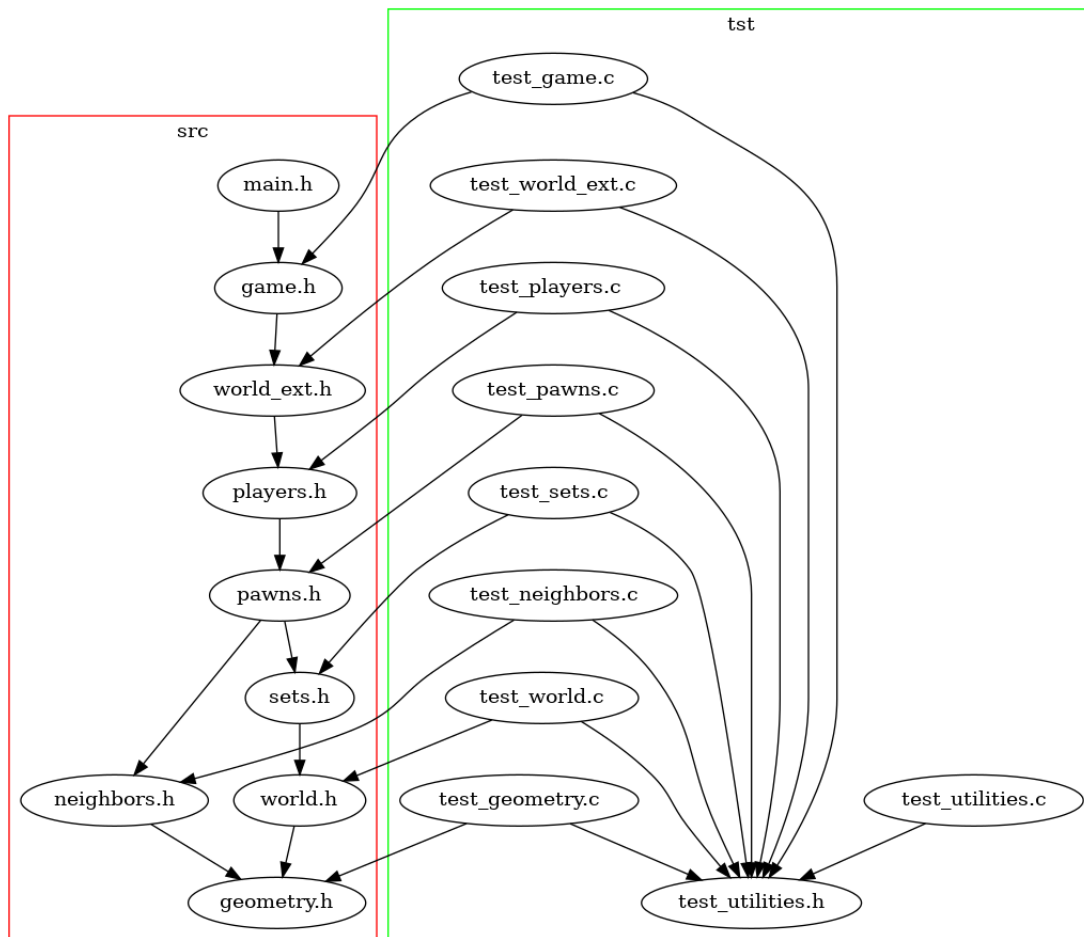 tst
test_game.c
src
main.h
test_world_ext.c
game.h
test_players.c
world_ext.h
test_pawns.c
players.h
test_sets.c
pawns.h
test_neighbors.c
sets.h
test_world.c
neighbors.h
world.h
test_geometry.c
test_utilities.c
geometry.h
test_utilities.h